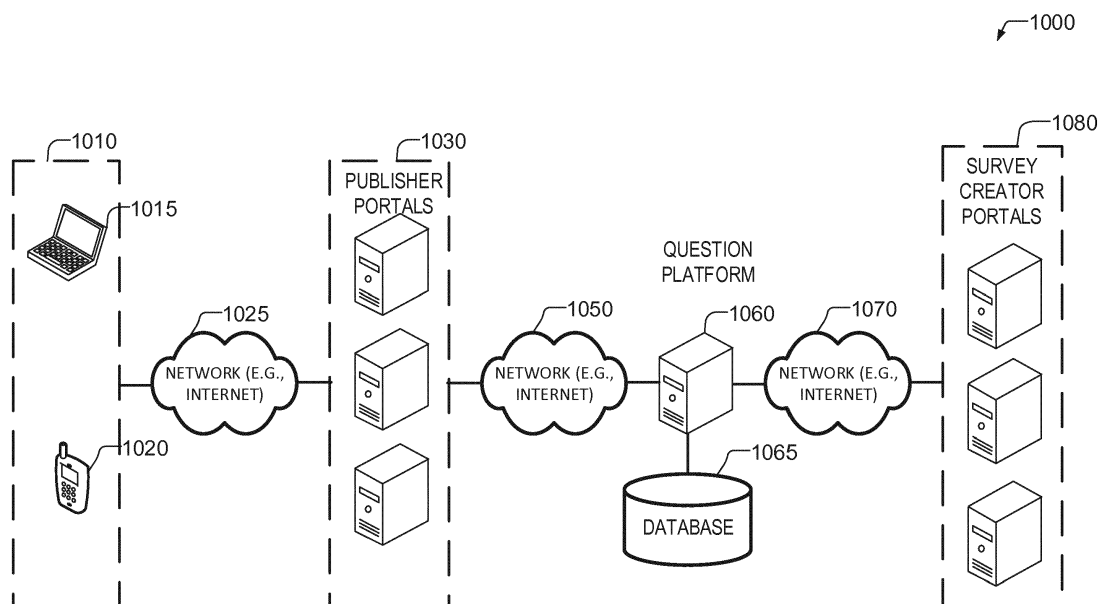 1000
1010
1030
1080
PUBLISHER
PORTALS
SURVEY
CREATOR
PORTALS
1015
QUESTION
PLATFORM
1025
1050
1060
1070
NETWORK (E.G.,
INTERNET)
NETWORK (E.G.,
INTERNET)
NETWORK (E.G.,
INTERNET)
1020
1065
DATABASE